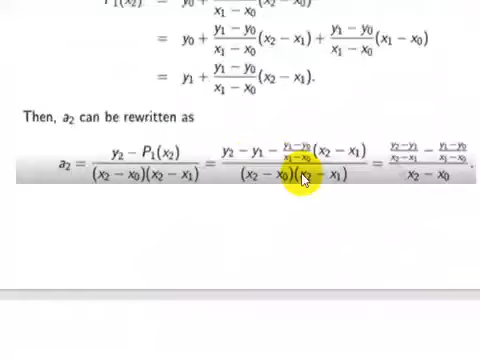 P₁(x₂) = y₀ + (y₁ − y₀)/(x₁ − x₀) (x₂ − x₀)
= y₀ + (y₁ − y₀)/(x₁ − x₀) (x₂ − x₁) + (y₁ − y₀)/(x₁ − x₀) (x₁ − x₀)
= y₁ + (y₁ − y₀)/(x₁ − x₀) (x₂ − x₁).
Then, a₂ can be rewritten as
a₂ = (y₂ − P₁(x₂))/((x₂ − x₀)(x₂ − x₁)) = (y₂ − y₁ − (y₁−y₀)/(x₁−x₀) (x₂ − x₁))/((x₂ − x₀)(x₂ − x₁)) = ((y₂−y₁)/(x₂−x₁) − (y₁−y₀)/(x₁−x₀))/(x₂ − x₀).